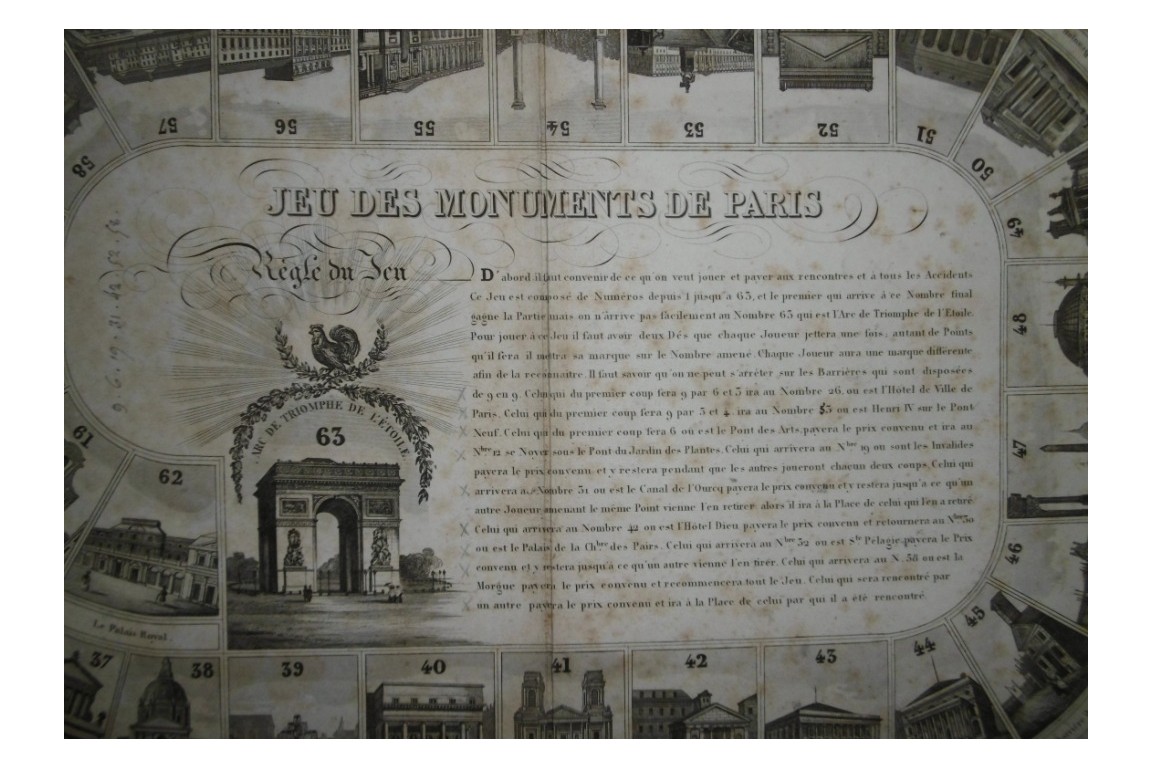 57
56
55
54
53
52
51
58
50
JEU DES MONUMENTS DE PARIS
49
Règle du Jeu
D'abord il faut convenir de ce qu'on veut jouer et payer aux rencontres et à tous les Accidents
Ce Jeu est composé de Numéros depuis 1 jusqu'a 63, et le premier qui arrive à ce Nombre final
gagne la Partie mais on n'arrive pas facilement au Nombre 63 qui est l'Arc de Triomphe de l'Etoile.
Pour jouer à ce Jeu il faut avoir deux Dés que chaque Joueur jettera une fois, autant de Points
qu'il fera il mettra sa marque sur le Nombre amené. Chaque Joueur aura une marque différente
afin de la reconnaitre. Il faut savoir qu'on ne peut s'arrêter sur les Barrières qui sont disposées
de 9 en 9. Celui qui du premier coup fera 9 par 6 et 3 ira au Nombre 26, ou est l'Hôtel de Ville de
Paris. Celui qui du premier coup fera 9 par 5 et 4 ira au Nombre 53 ou est Henri IV sur le Pont
Neuf. Celui qui du premier coup fera 6 ou est le Pont des Arts, payera le prix convenu et ira au
Nbre 12 se Noyer sous le Pont du Jardin des Plantes. Celui qui arrivera au Nbre 19 ou sont les Invalides
payera le prix convenu et y restera pendant que les autres joueront chacun deux coups. Celui qui
arrivera au Nombre 31 ou est le Canal de l'Ourcq payera le prix convenu et y restera jusqu'a ce qu'un
autre Joueur amenant le même Point vienne l'en retirer alors il ira à la Place de celui qui l'en a retiré.
Celui qui arrivera au Nombre 42 ou est l'Hôtel Dieu payera le prix convenu et retournera au Nbre 30
ou est le Palais de la Chbre des Pairs. Celui qui arrivera au Nbre 52 ou est Ste Pélagie payera le Prix
convenu et y restera jusqu'à ce qu'un autre vienne l'en tirer. Celui qui arrivera au N. 58 ou est la
Morgue payera le prix convenu et recommencera tout le Jeu. Celui qui sera rencontré par
un autre payera le prix convenu et ira à la Place de celui par qui il a été rencontré.
9. 6. 19. 31. 42. 52. 58.
ARC DE TRIOMPHE DE L'ÉTOILE
63
48
47
46
45
61
62
Le Palais Royal
37
38
39
40
41
42
43
44